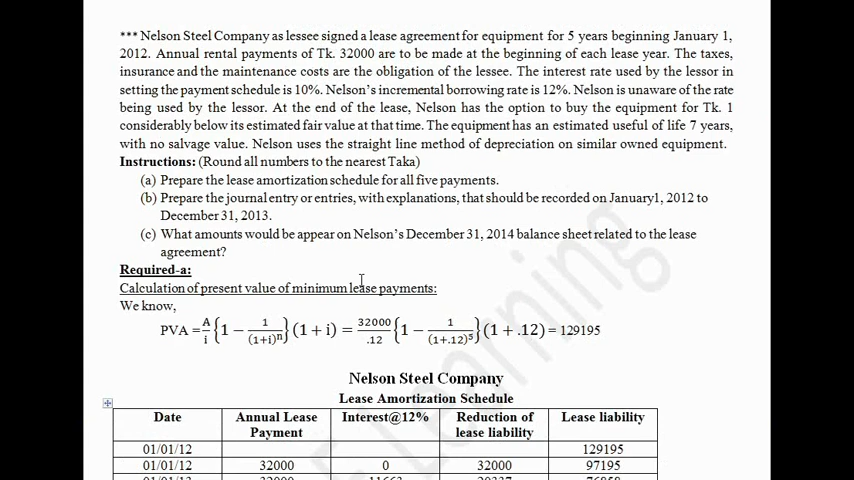 *** Nelson Steel Company as lessee signed a lease agreement for equipment for 5 years beginning January 1,
2012. Annual rental payments of Tk. 32000 are to be made at the beginning of each lease year. The taxes,
insurance and the maintenance costs are the obligation of the lessee. The interest rate used by the lessor in
setting the payment schedule is 10%. Nelson's incremental borrowing rate is 12%. Nelson is unaware of the rate
being used by the lessor. At the end of the lease, Nelson has the option to buy the equipment for Tk. 1
considerably below its estimated fair value at that time. The equipment has an estimated useful of life 7 years,
with no salvage value. Nelson uses the straight line method of depreciation on similar owned equipment.
Instructions: (Round all numbers to the nearest Taka)
(a) Prepare the lease amortization schedule for all five payments.
(b) Prepare the journal entry or entries, with explanations, that should be recorded on January1, 2012 to
December 31, 2013.
(c) What amounts would be appear on Nelson's December 31, 2014 balance sheet related to the lease
agreement?
Required-a:
Calculation of present value of minimum lease payments:
We know,
PVA = A/i {1 − 1/(1+i)^n} (1 + i) = 32000/.12 {1 − 1/(1+.12)^5} (1 + .12) = 129195
Nelson Steel Company
Lease Amortization Schedule
Date Annual Lease Payment Interest@12% Reduction of lease liability Lease liability
01/01/12 129195
01/01/12 32000 0 32000 97195
01/01/13 32000 11663 20337 76858
learning